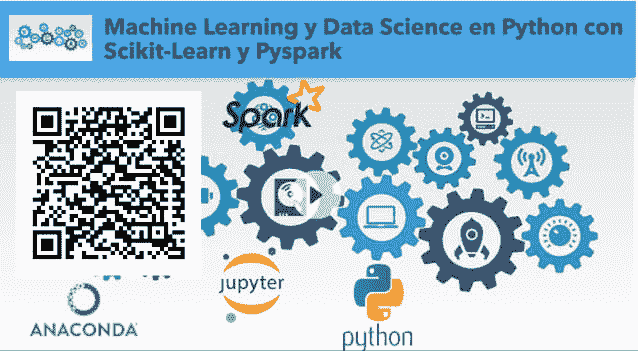 Machine Learning y Data Science en Python con
Scikit-Learn y Pyspark
Spark
jupyter
ANACONDA
python